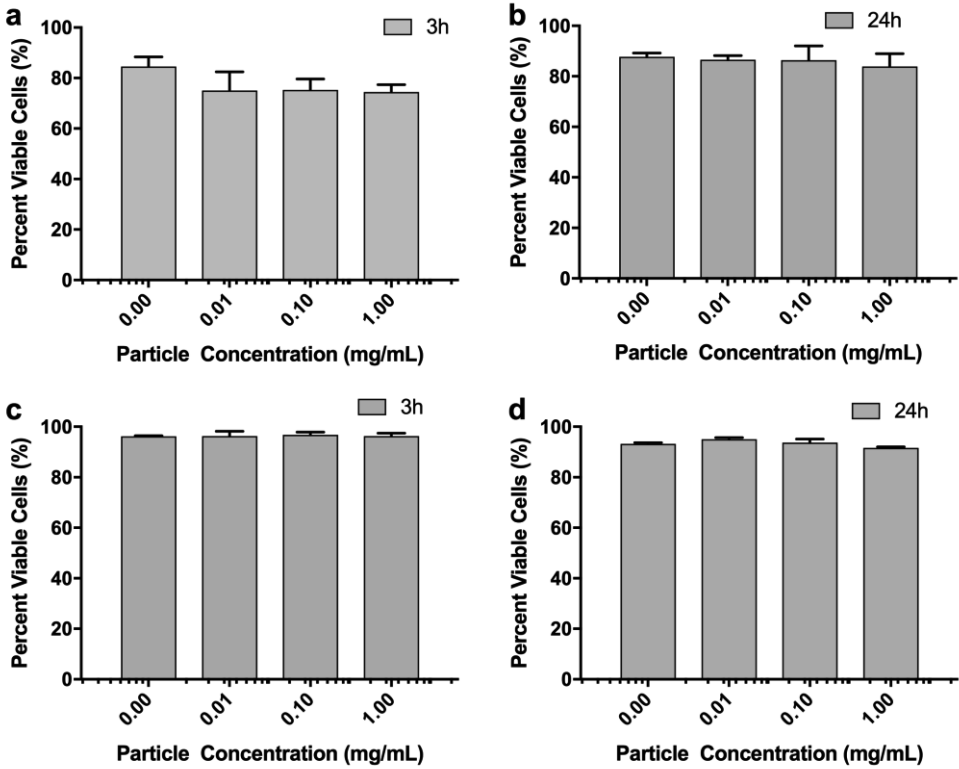 a
3h
Percent Viable Cells (%)
100
80
60
40
20
0
0.00
0.01
0.10
1.00
Particle Concentration (mg/mL)
b
24h
Percent Viable Cells (%)
100
80
60
40
20
0
0.00
0.01
0.10
1.00
Particle Concentration (mg/mL)
c
3h
Percent Viable Cells (%)
100
80
60
40
20
0
0.00
0.01
0.10
1.00
Particle Concentration (mg/mL)
d
24h
Percent Viable Cells (%)
100
80
60
40
20
0
0.00
0.01
0.10
1.00
Particle Concentration (mg/mL)